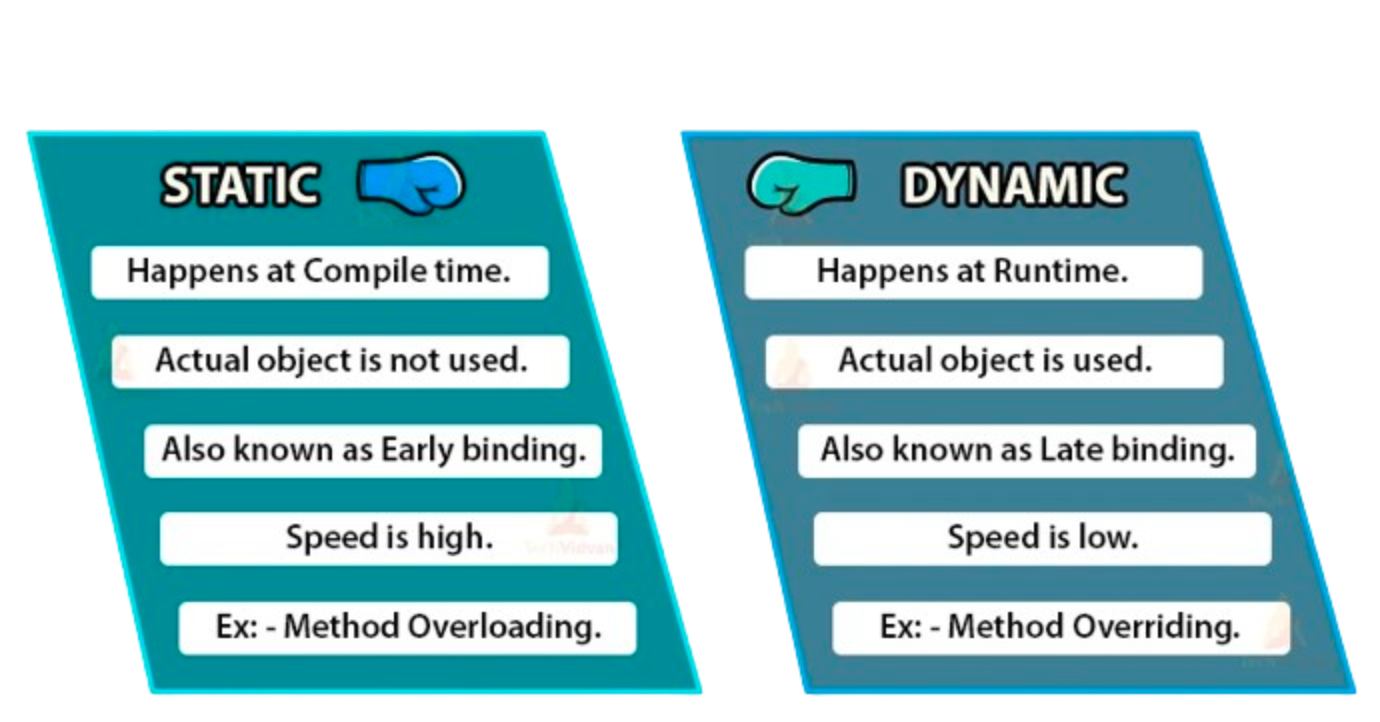 STATIC
Happens at Compile time.
Actual object is not used.
Also known as Early binding.
Speed is high.
Ex: - Method Overloading.
DYNAMIC
Happens at Runtime.
Actual object is used.
Also known as Late binding.
Speed is low.
Ex: - Method Overriding.